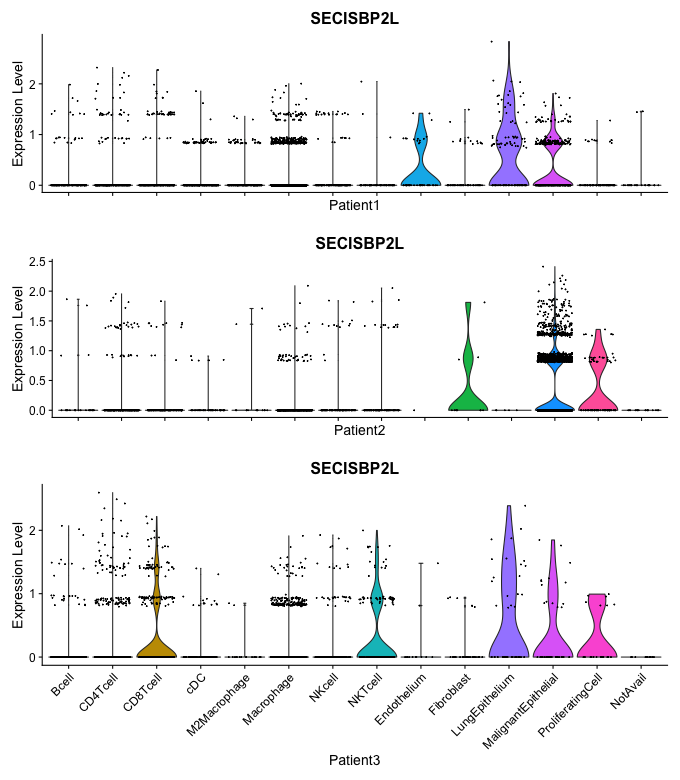 SECISBP2L
Expression Level
2
1
0
Patient1
SECISBP2L
Expression Level
2.5
2.0
1.5
1.0
0.5
0.0
Patient2
SECISBP2L
Expression Level
2
1
0
Bcell
CD4Tcell
CD8Tcell
cDC
M2Macrophage
Macrophage
NKcell
NKTcell
Endothelium
Fibroblast
LungEpithelium
MalignantEpithelial
ProliferatingCell
NotAvail
Patient3